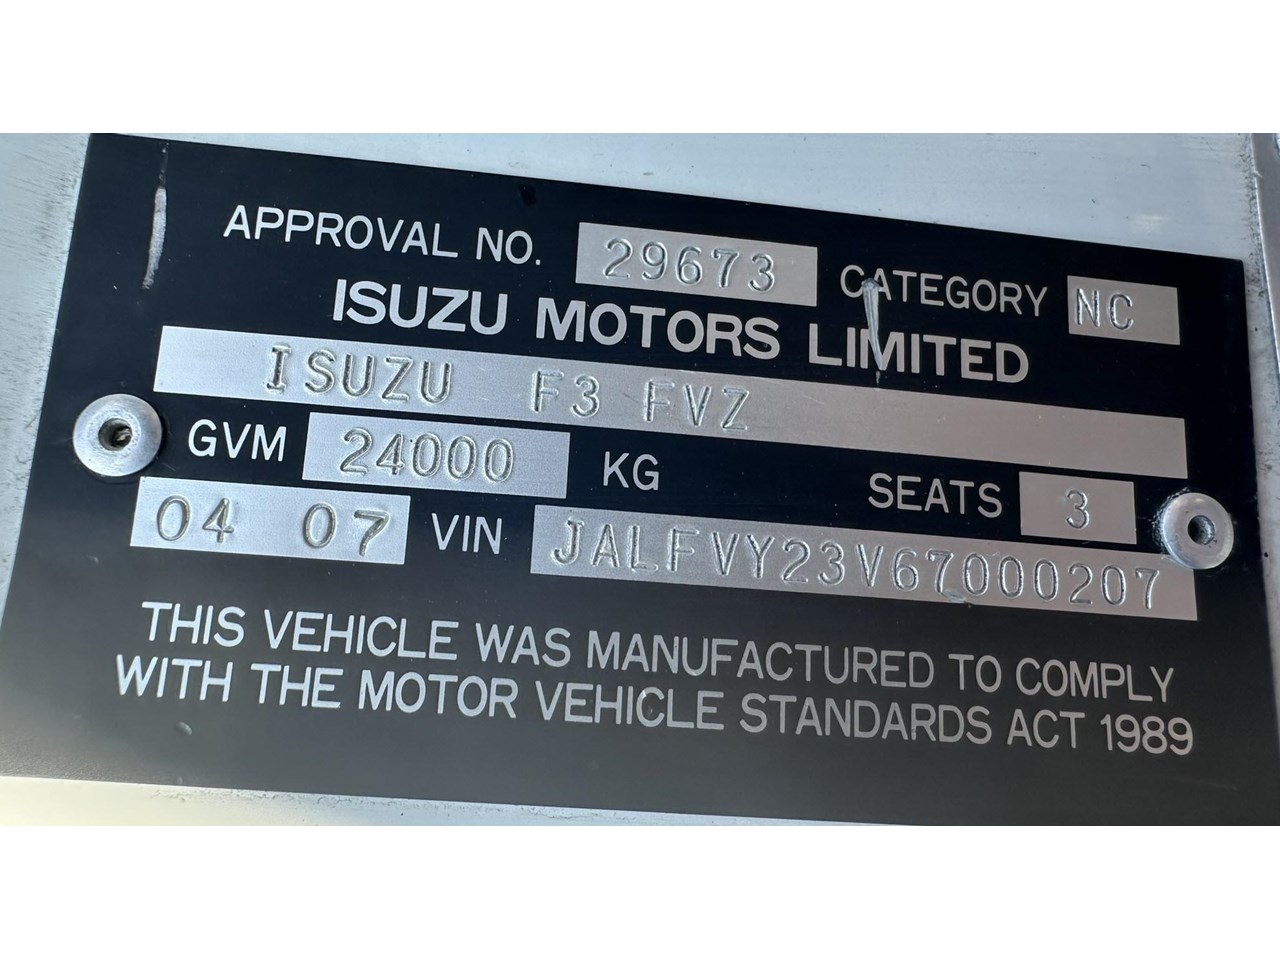 APPROVAL NO. 29673 CATEGORY NC
ISUZU MOTORS LIMITED
ISUZU F3 FVZ
GVM 24000 KG SEATS 3
04 07 VIN JALFVY23V67000207
THIS VEHICLE WAS MANUFACTURED TO COMPLY
WITH THE MOTOR VEHICLE STANDARDS ACT 1989